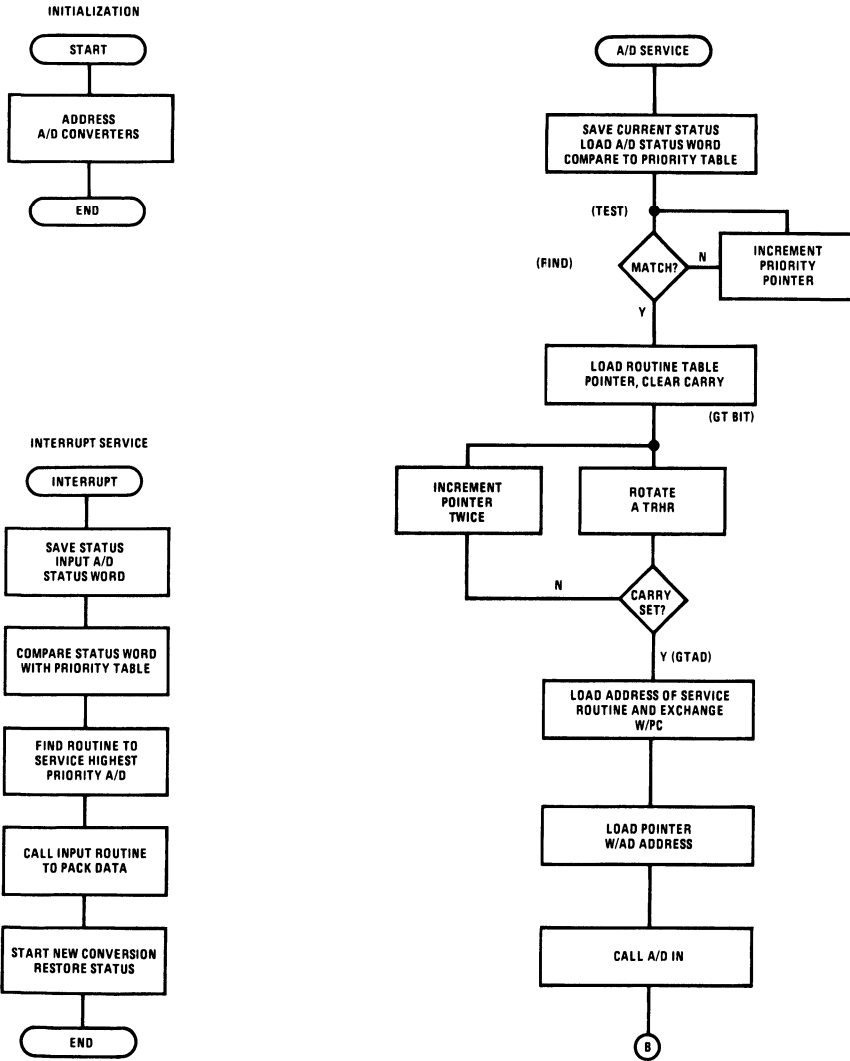 INITIALIZATION
START
ADDRESS
A/D CONVERTERS
END
INTERRUPT SERVICE
INTERRUPT
SAVE STATUS
INPUT A/D
STATUS WORD
COMPARE STATUS WORD
WITH PRIORITY TABLE
FIND ROUTINE TO
SERVICE HIGHEST
PRIORITY A/D
CALL INPUT ROUTINE
TO PACK DATA
START NEW CONVERSION
RESTORE STATUS
END
A/D SERVICE
SAVE CURRENT STATUS
LOAD A/D STATUS WORD
COMPARE TO PRIORITY TABLE
(TEST)
(FIND)
MATCH?
N
INCREMENT
PRIORITY
POINTER
Y
LOAD ROUTINE TABLE
POINTER, CLEAR CARRY
(GT BIT)
INCREMENT
POINTER
TWICE
ROTATE
A TRHR
N
CARRY
SET?
Y (GTAD)
LOAD ADDRESS OF SERVICE
ROUTINE AND EXCHANGE
W/PC
LOAD POINTER
W/AD ADDRESS
CALL A/D IN
B